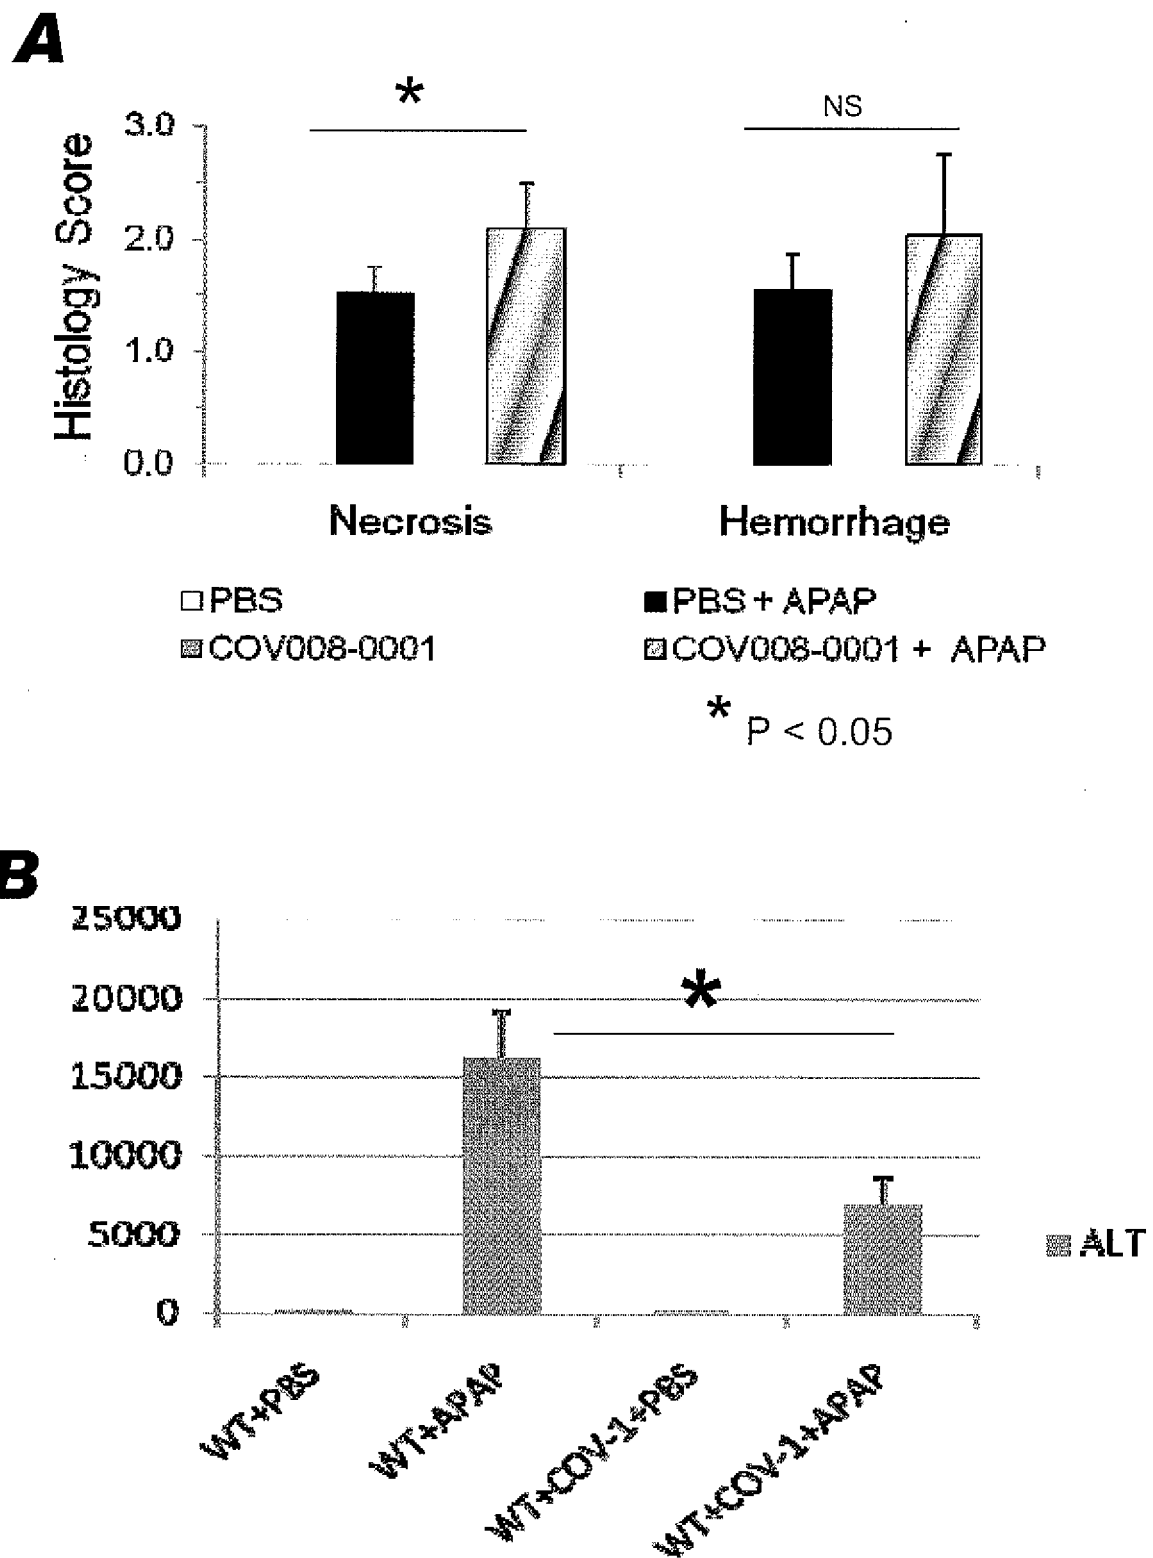 A
*
NS
3.0
2.0
1.0
0.0
Histology Score
Necrosis
Hemorrhage
PBS
PBS + APAP
COV008-0001
COV008-0001 + APAP
* P < 0.05
B
25000
20000
15000
10000
5000
0
*
ALT
WT+PBS
WT+APAP
WT+COV-1+PBS
WT+COV-1+APAP